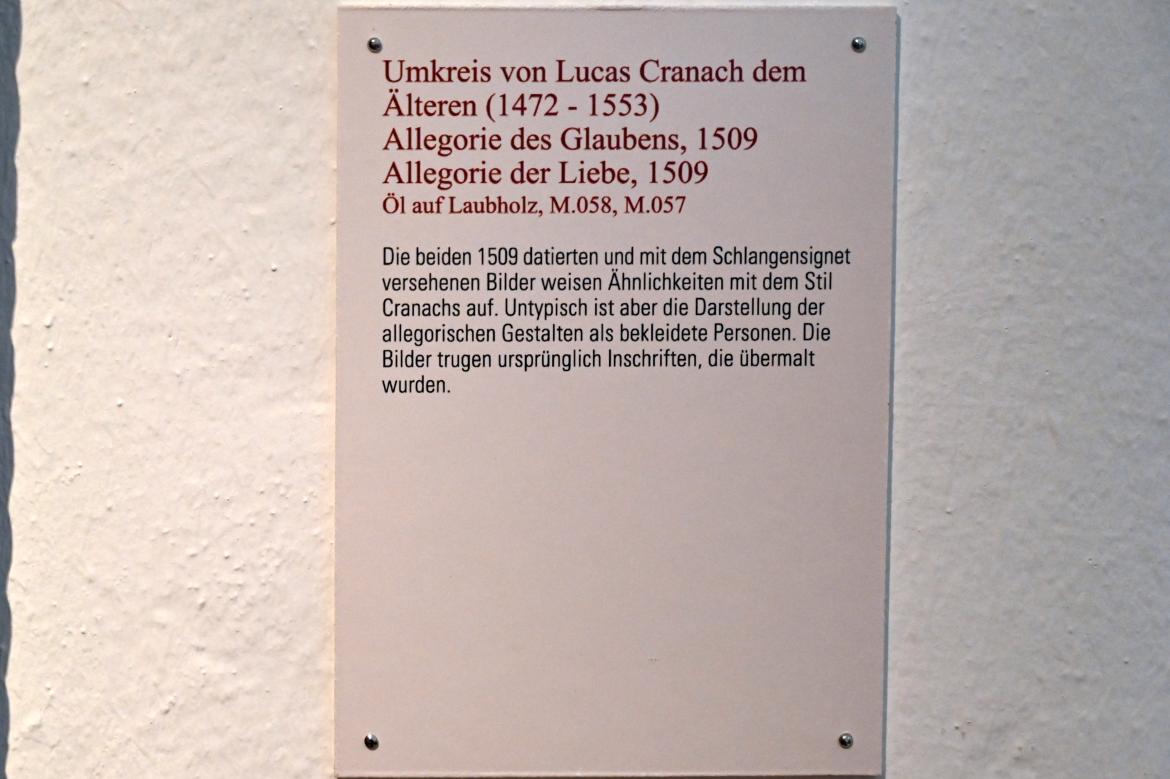 Umkreis von Lucas Cranach dem
Älteren (1472 - 1553)
Allegorie des Glaubens, 1509
Allegorie der Liebe, 1509
Öl auf Laubholz, M.058, M.057
Die beiden 1509 datierten und mit dem Schlangensignet
versehenen Bilder weisen Ähnlichkeiten mit dem Stil
Cranachs auf. Untypisch ist aber die Darstellung der
allegorischen Gestalten als bekleidete Personen. Die
Bilder trugen ursprünglich Inschriften, die übermalt
wurden.